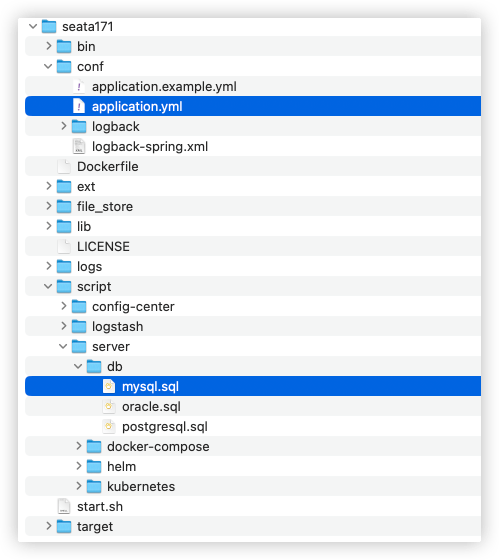 seata171
bin
conf
application.example.yml
application.yml
logback
logback-spring.xml
Dockerfile
ext
file_store
lib
LICENSE
logs
script
config-center
logstash
server
db
mysql.sql
oracle.sql
postgresql.sql
docker-compose
helm
kubernetes
start.sh
target